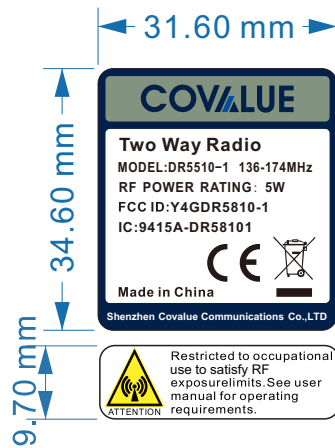 31.60 mm
34.60 mm
COVALUE
Two Way Radio
MODEL:DR5510-1 136-174MHz
RF POWER RATING: 5W
FCC ID:Y4GDR5810-1
IC:9415A-DR58101
CE
Made in China
Shenzhen Covalue Communications Co.,LTD
9.70 mm
ATTENTION
Restricted to occupational
use to satisfy RF
exposurelimits.See user
manual for operating
requirements.